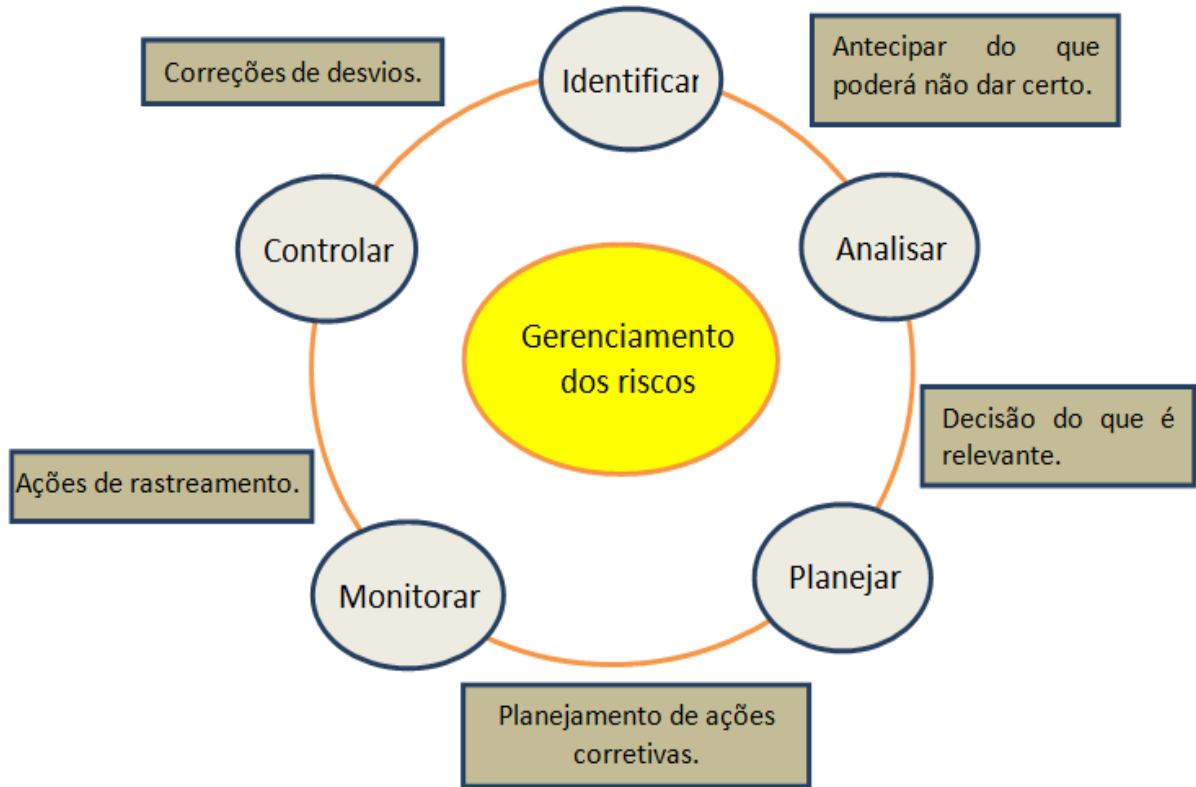 Identificar
Antecipar do que
poderá não dar certo.
Analisar
Decisão do que é
relevante.
Planejar
Planejamento de ações
corretivas.
Monitorar
Ações de rastreamento.
Controlar
Correções de desvios.
Gerenciamento
dos riscos